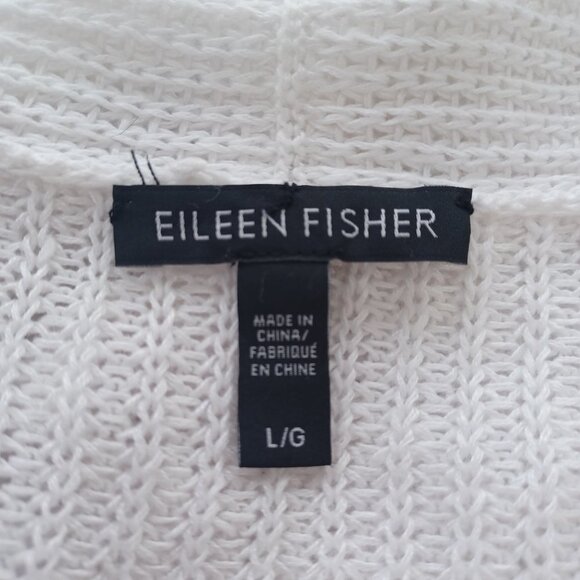 EILEEN FISHER
MADE IN
CHINA/
FABRIQUÉ
EN CHINE
L/G